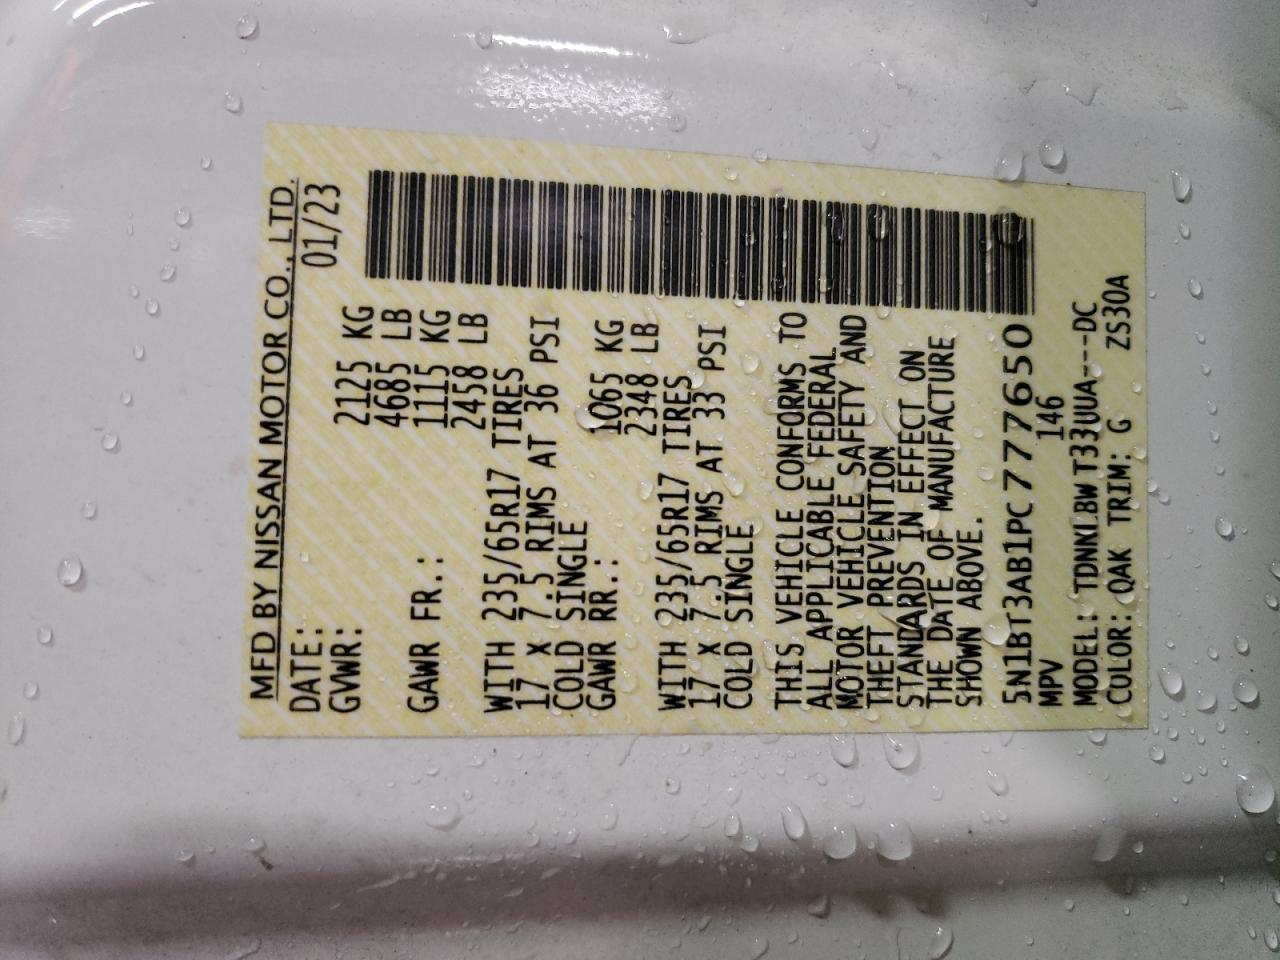 MFD BY NISSAN MOTOR CO., LTD.
DATE: 01/23
GVWR: 2125 KG
4685 LB
GAWR FR.: 1115 KG
2458 LB
WITH 235/65R17 TIRES
17 X 7.5 RIMS AT 36 PSI
COLD SINGLE
GAWR RR.: 1065 KG
2348 LB
WITH 235/65R17 TIRES
17 X 7.5 RIMS AT 33 PSI
COLD SINGLE
THIS VEHICLE CONFORMS TO
ALL APPLICABLE FEDERAL
MOTOR VEHICLE SAFETY AND
THEFT PREVENTION
STANDARDS IN EFFECT ON
THE DATE OF MANUFACTURE
SHOWN ABOVE.
5N1BT3AB1PC777650
MPV 146
MODEL: TDNNLBW T33UUA---DC
COLOR: QAK TRIM: G ZS30A